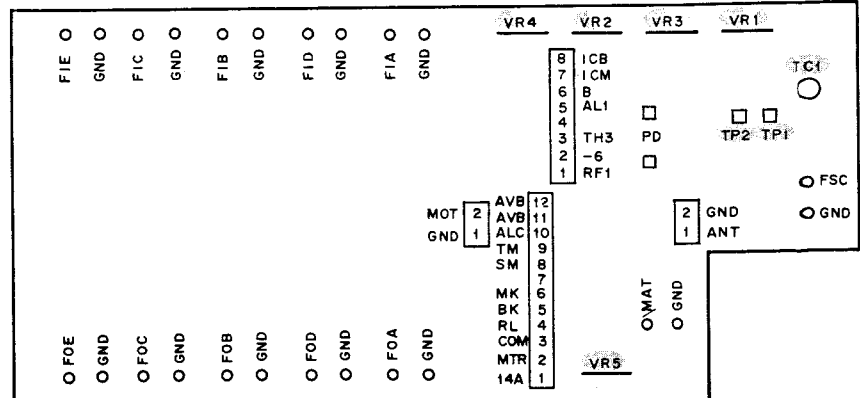 VR4 VR2 VR3 VR1
FIE GND FIC GND FIB GND FID GND FIA GND
8 ICB
7 ICM
6 B
5 AL1
4
3 TH3
2 -6
1 RF1
PD
TC1
TP2 TP1
FSC
GND
MOT 2
GND 1
AVB 12
AVB 11
ALC 10
TM 9
SM 8
7
MK 6
BK 5
RL 4
COM 3
MTR 2
14A 1
2 GND
1 ANT
MAT GND
VR5
FOE GND FOC GND FOB GND FOD GND FOA GND